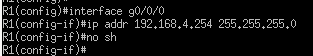 R1(config)#interface g0/0/0
R1(config-if)#ip addr 192.168.4.254 255.255.255.0
R1(config-if)#no sh
R1(config-if)#